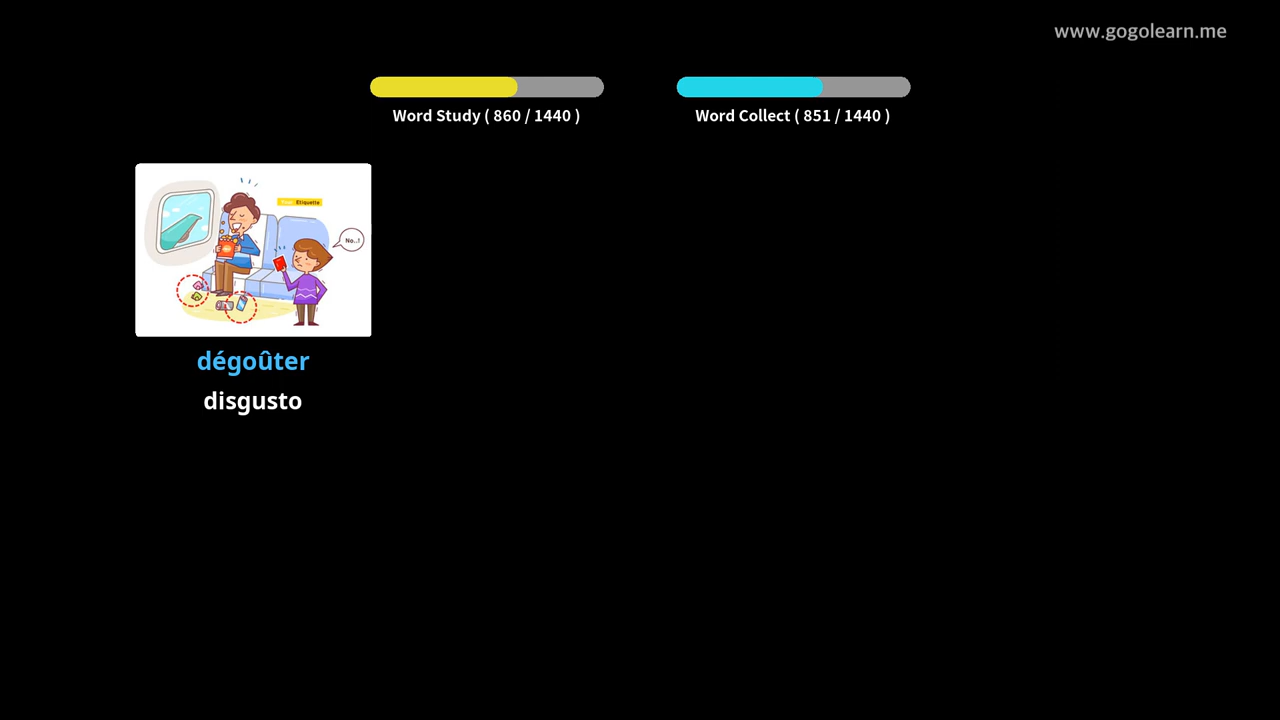 www.gogolearn.me
Word Study ( 860 / 1440 )
Word Collect ( 851 / 1440 )
Etiquette
No..!
dégoûter
disgusto